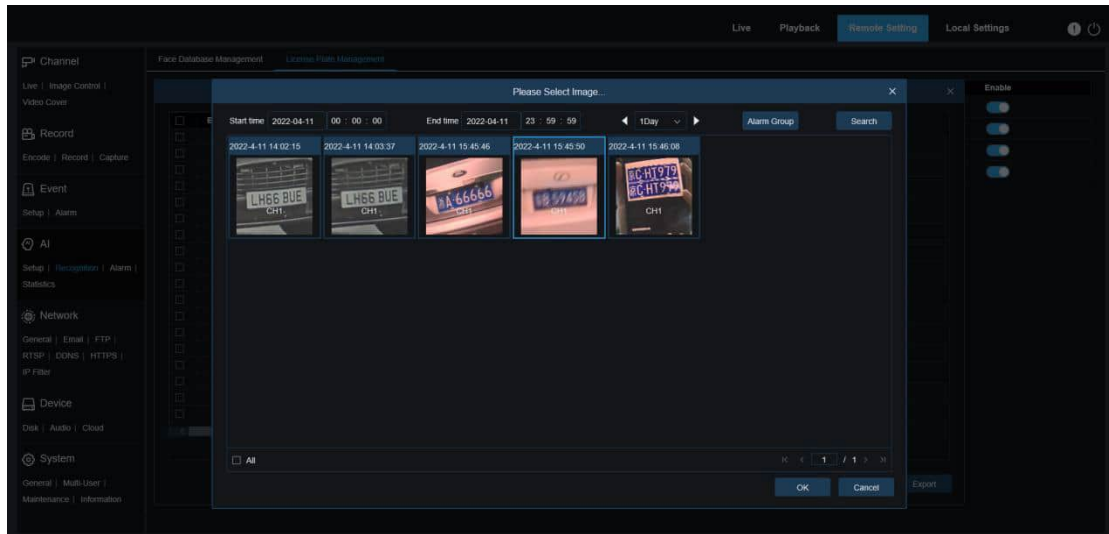 Live Playback Remote Setting Local Settings
Channel
Live | Image Control |
Video Cover
Record
Encode | Record | Capture
Event
Setup | Alarm
AI
Setup | Recognition | Alarm |
Statistics
Network
General | Email | FTP |
RTSP | DDNS | HTTPS |
IP Filter
Device
Disk | Audio | Cloud
System
General | Multi-User |
Maintenance | Information
Face Database Management License Plate Management
Enable
Please Select Image...
Start time 2022-04-11 00 : 00 : 00 End time 2022-04-11 23 : 59 : 59 1Day Alarm Group Search
2022-4-11 14:02:15 2022-4-11 14:03:37 2022-4-11 15:45:46 2022-4-11 15:45:50 2022-4-11 15:46:08
LH66 BUE
CH1
LH66 BUE
CH1
A·66666
CH1
B·59458
CH1
C·HT979
C·HT999
CH1
All
1 / 1
OK Cancel
Export